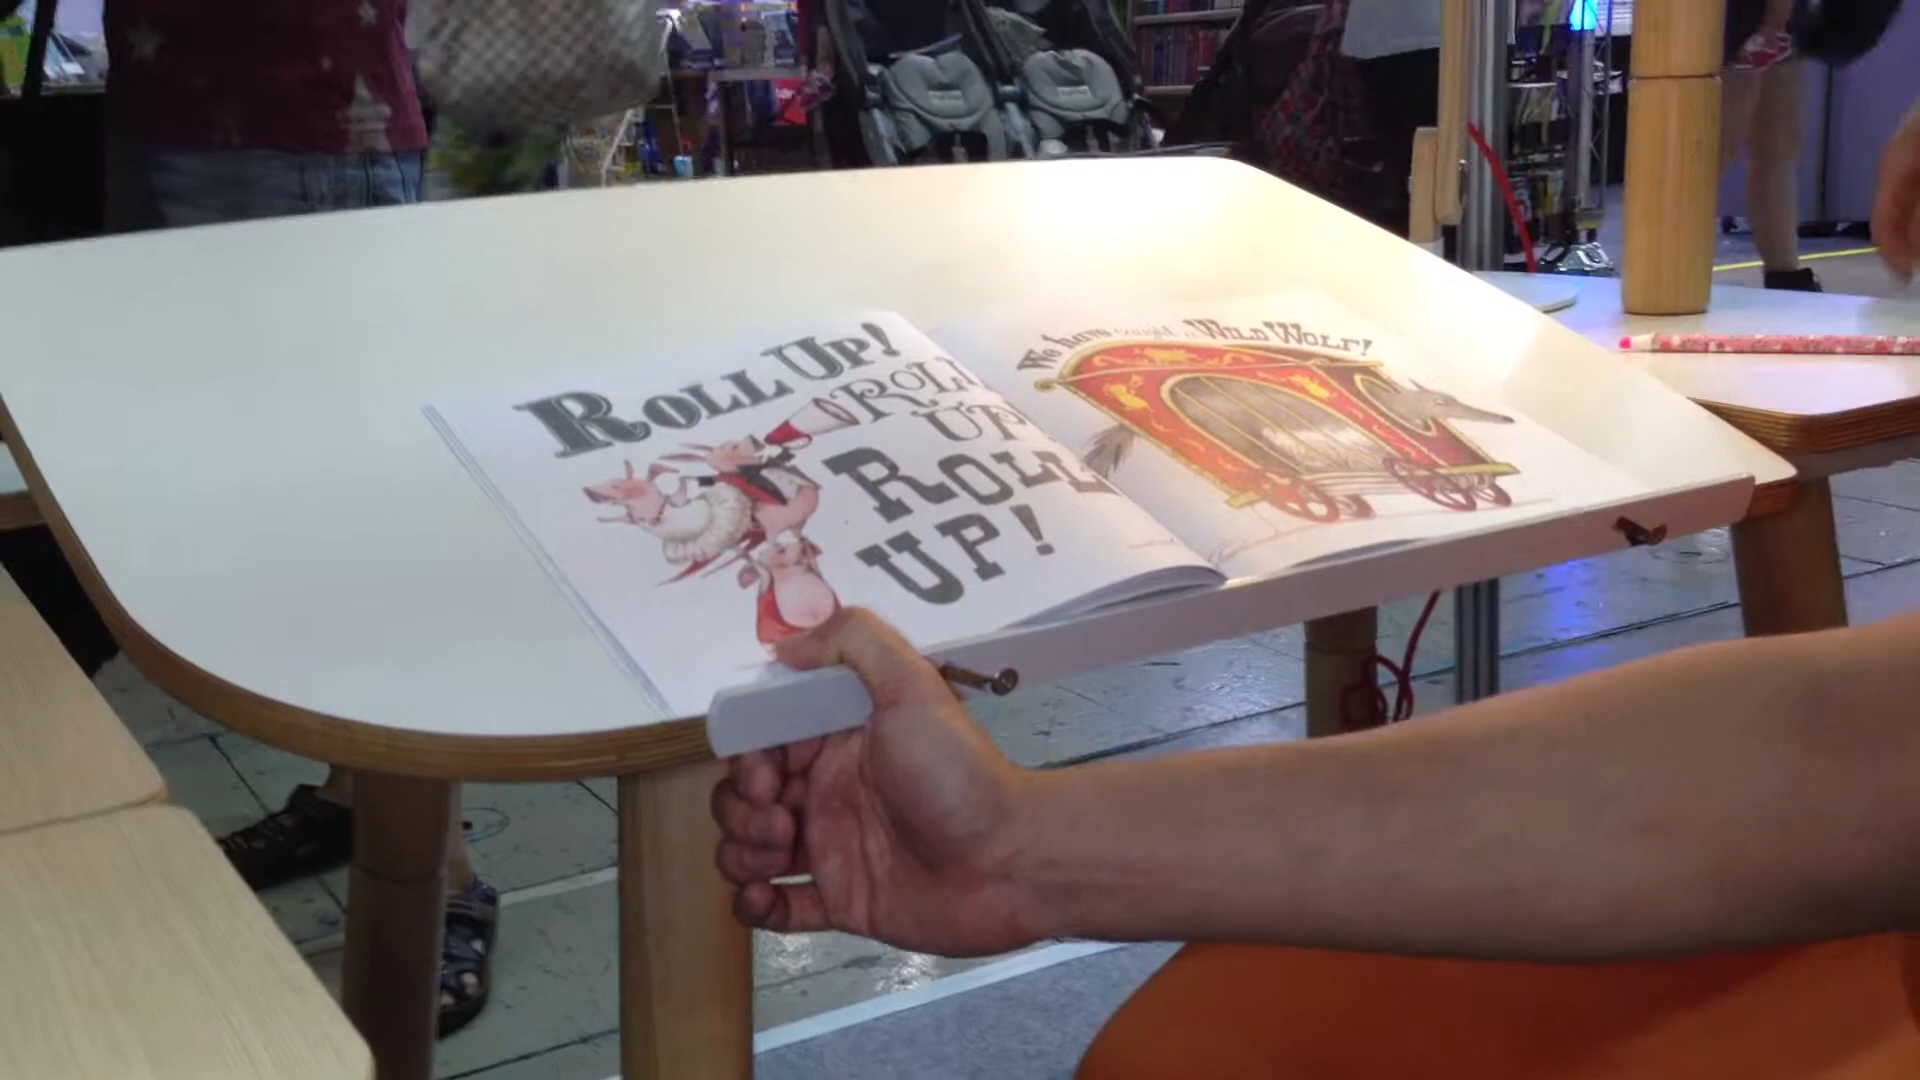 ROLL UP!
ROLL
UP
ROLL
UP!
We have caught a WILD WOLF!